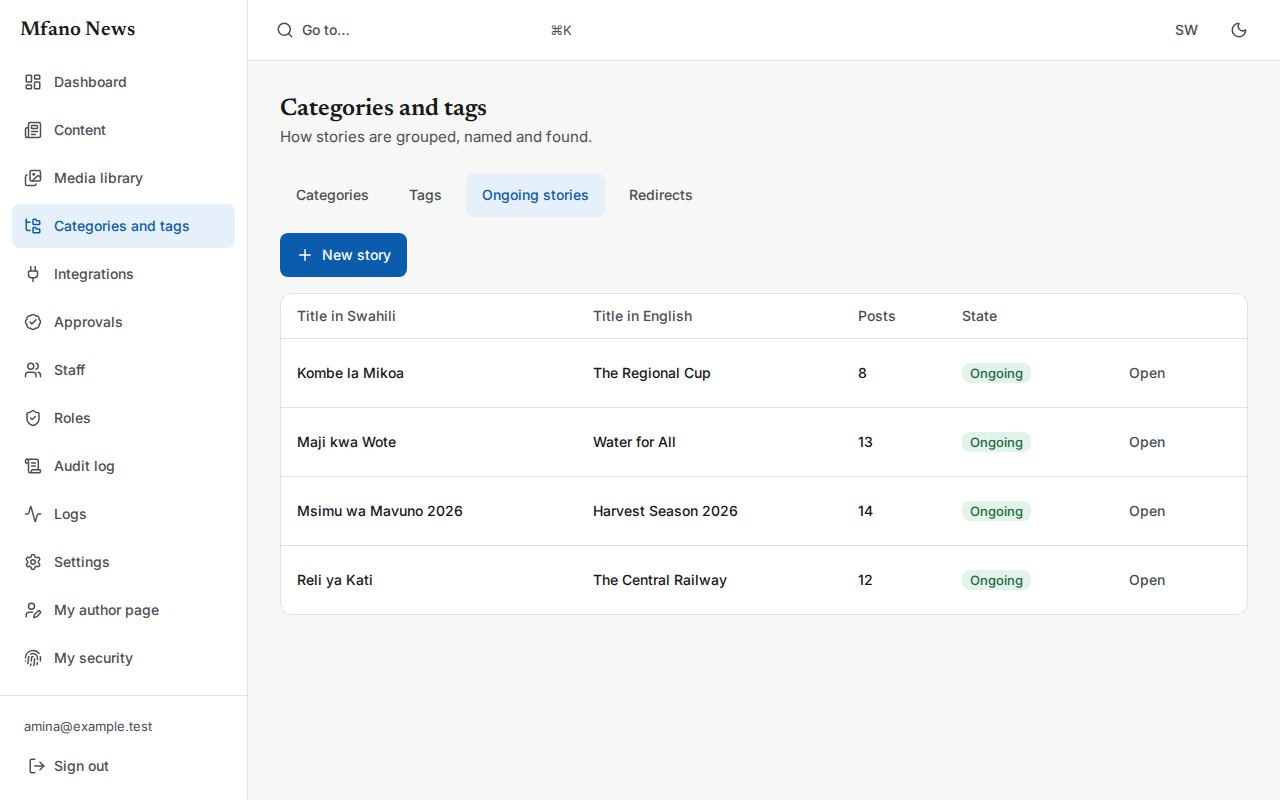 Mfano News
Go to...
⌘K
SW
Dashboard
Content
Media library
Categories and tags
Integrations
Approvals
Staff
Roles
Audit log
Logs
Settings
My author page
My security
amina@example.test
Sign out
Categories and tags
How stories are grouped, named and found.
Categories Tags Ongoing stories Redirects
New story
Title in Swahili Title in English Posts State
Kombe la Mikoa The Regional Cup 8 Ongoing Open
Maji kwa Wote Water for All 13 Ongoing Open
Msimu wa Mavuno 2026 Harvest Season 2026 14 Ongoing Open
Reli ya Kati The Central Railway 12 Ongoing Open